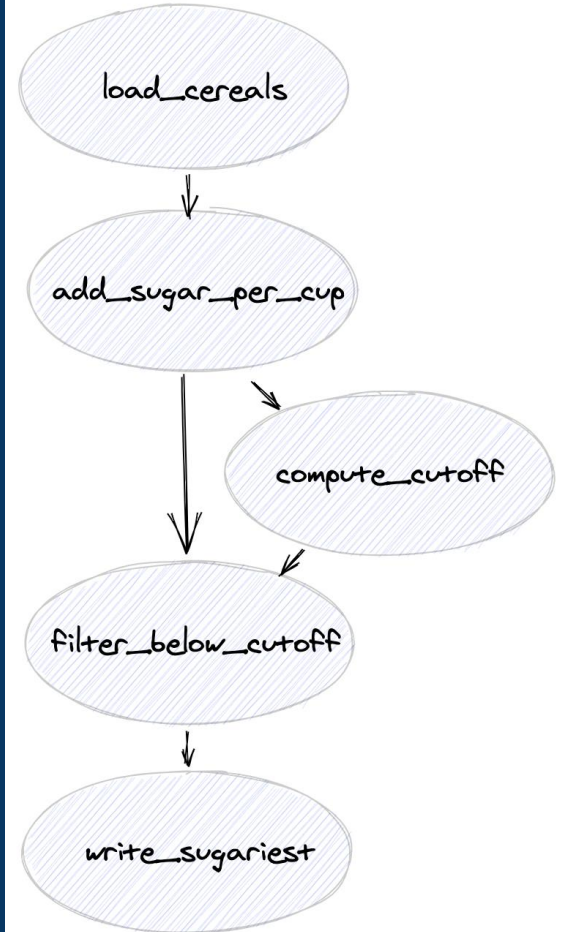 load_cereals
add_sugar_per_cup
compute_cutoff
filter_below_cutoff
write_sugariest